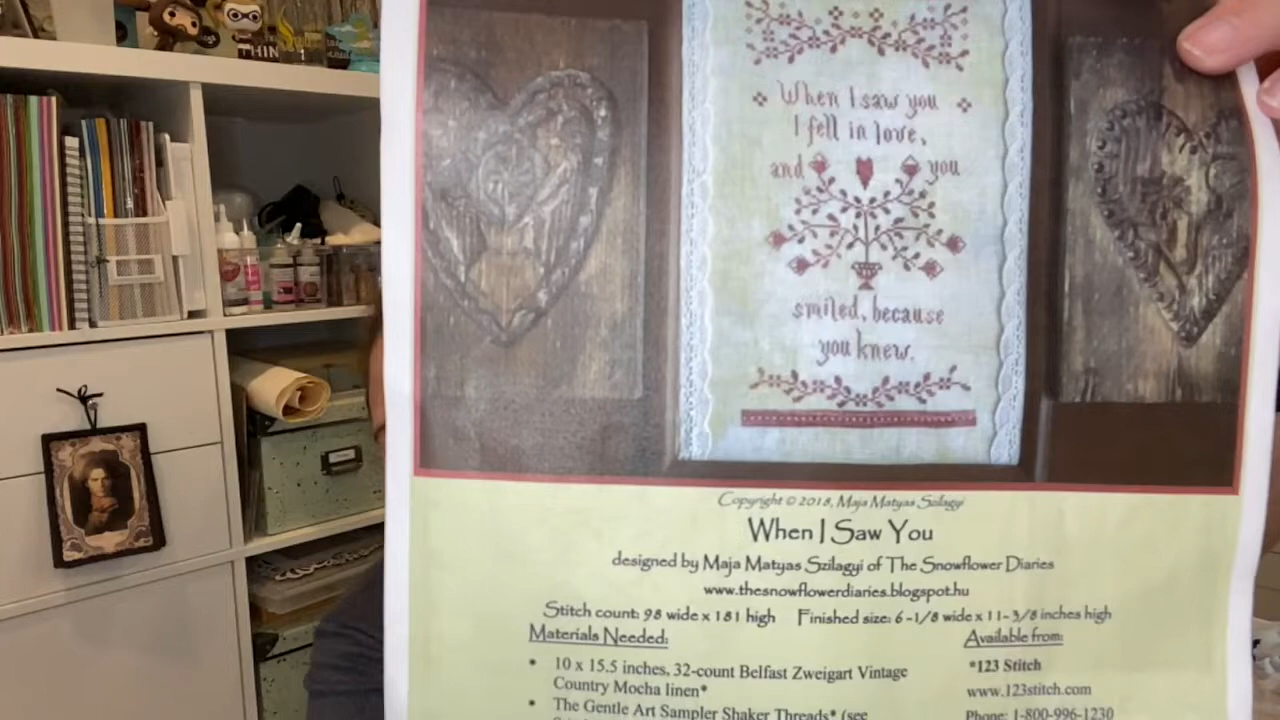 THIN
When I saw you
I fell in love,
and you
smiled, because
you knew.
Copyright © 2018, Maja Matyas Szilagyi
When I Saw You
designed by Maja Matyas Szilagyi of The Snowflower Diaries
www.thesnowflowerdiaries.blogspot.hu
Stitch count: 98 wide x 181 high Finished size: 6-1/8 wide x 11-3/8 inches high
Materials Needed:
* 10 x 15.5 inches, 32-count Belfast Zweigart Vintage
Country Mocha linen*
* The Gentle Art Sampler Shaker Threads* (see
Available from:
*123 Stitch
www.123stitch.com
Phone: 1-800-996-1230